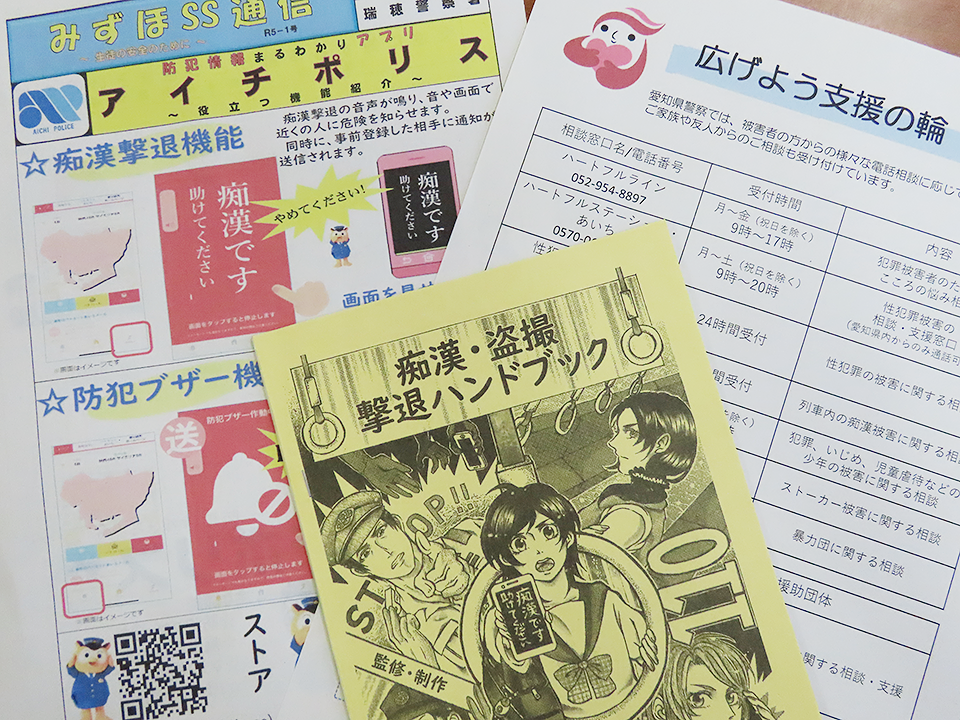 みずほSS通信
瑞穂警察署
R5-1号
防犯情報まるわかりアプリ
アイチポリス
～役立つ機能紹介～
AICHI POLICE
☆痴漢撃退機能
痴漢撃退の音声が鳴り、音や画面で
近くの人に危険を知らせます。
同時に、事前登録した相手に通知が
送信されます。
痴漢です
助けてください
画面をタップすると停止します
やめてください!
痴漢です
助けてください
画面を
※画面はイメージです
☆防犯ブザー機
防犯ブザー作動
送
画面をタップすると停止します
※画面はイメージです
ストア
広げよう支援の輪
愛知県警察では、被害者の方からの様々な電話相談に応じて
ご家族や友人からのご相談も受け付けています。
相談窓口名/電話番号
受付時間
内容
ハートフルライン
052-954-8897
月～金(祝日を除く)
9時～17時
犯罪被害者の
こころの悩み相
ハートフルステーション・
あいち
0570-0
月～土(祝日を除く)
9時～20時
性犯罪被害の
相談・支援窓口
(愛知県内からのみ通話可
性犯
24時間受付
性犯罪の被害に関する相
間受付
列車内の痴漢被害に関する相
犯罪、いじめ、児童虐待などの
少年の被害に関する相談
ストーカー被害に関する相談
暴力団に関する相談
援助団体
に関する相談・支援
痴漢・盗撮
撃退ハンドブック
STOP!!
痴漢です
助けてください
監修・制作